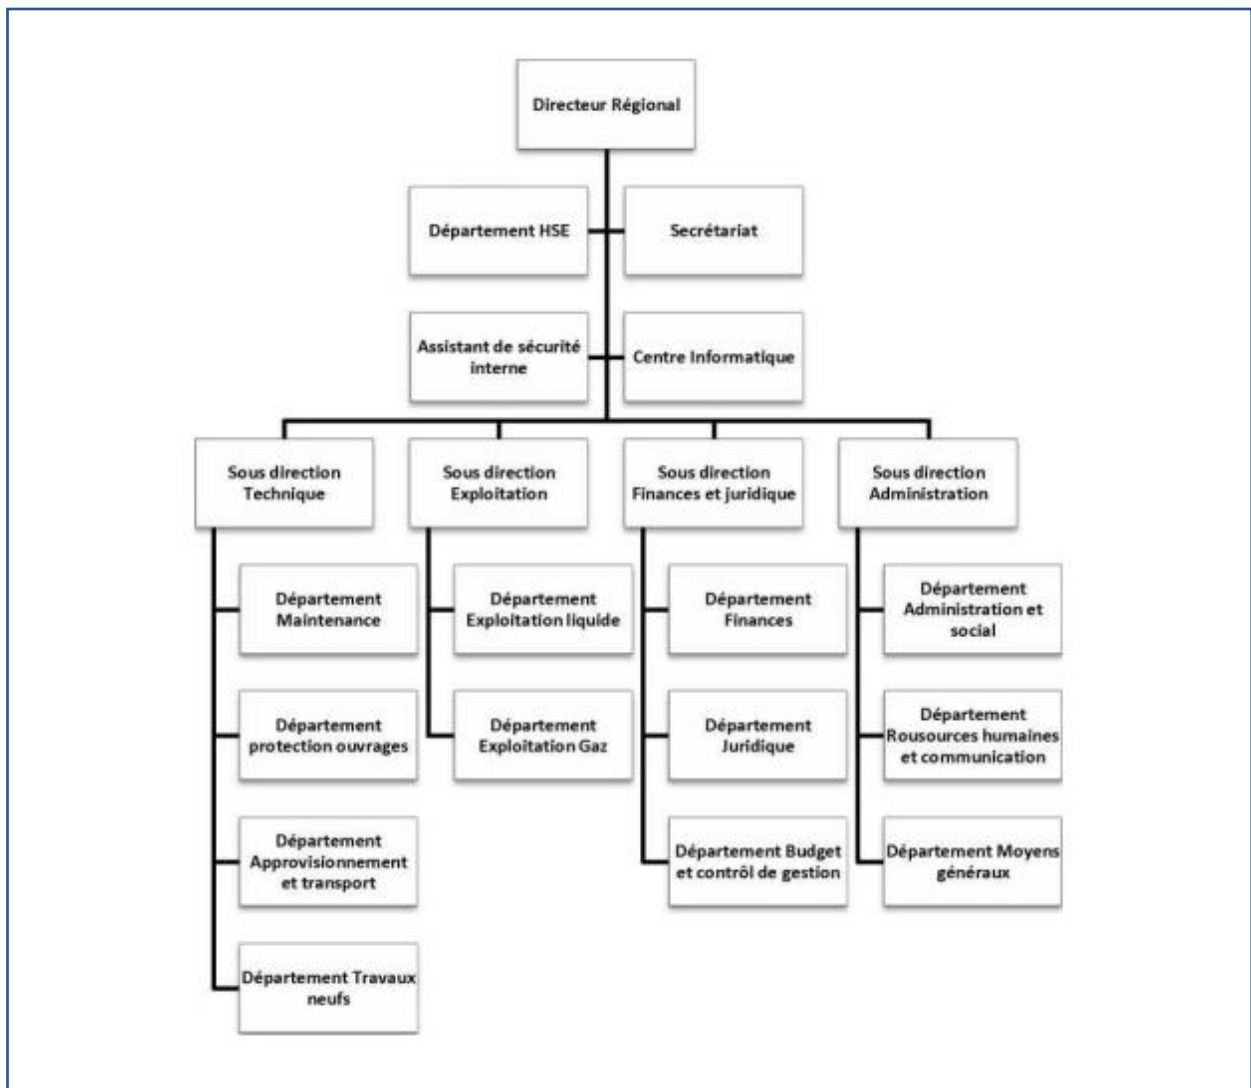 Directeur Régional
Département HSE
Secrétariat
Assistant de sécurité
interne
Centre Informatique
Sous direction
Technique
Sous direction
Exploitation
Sous direction
Finances et juridique
Sous direction
Administration
Département
Maintenance
Département
Exploitation liquide
Département
Finances
Département
Administration et
social
Département
protection ouvrages
Département
Exploitation Gaz
Département
Juridique
Département
Rousources humaines
et communication
Département
Approvisionnement
et transport
Département Budget
et contrôl de gestion
Département Moyens
généraux
Département Travaux
neufs